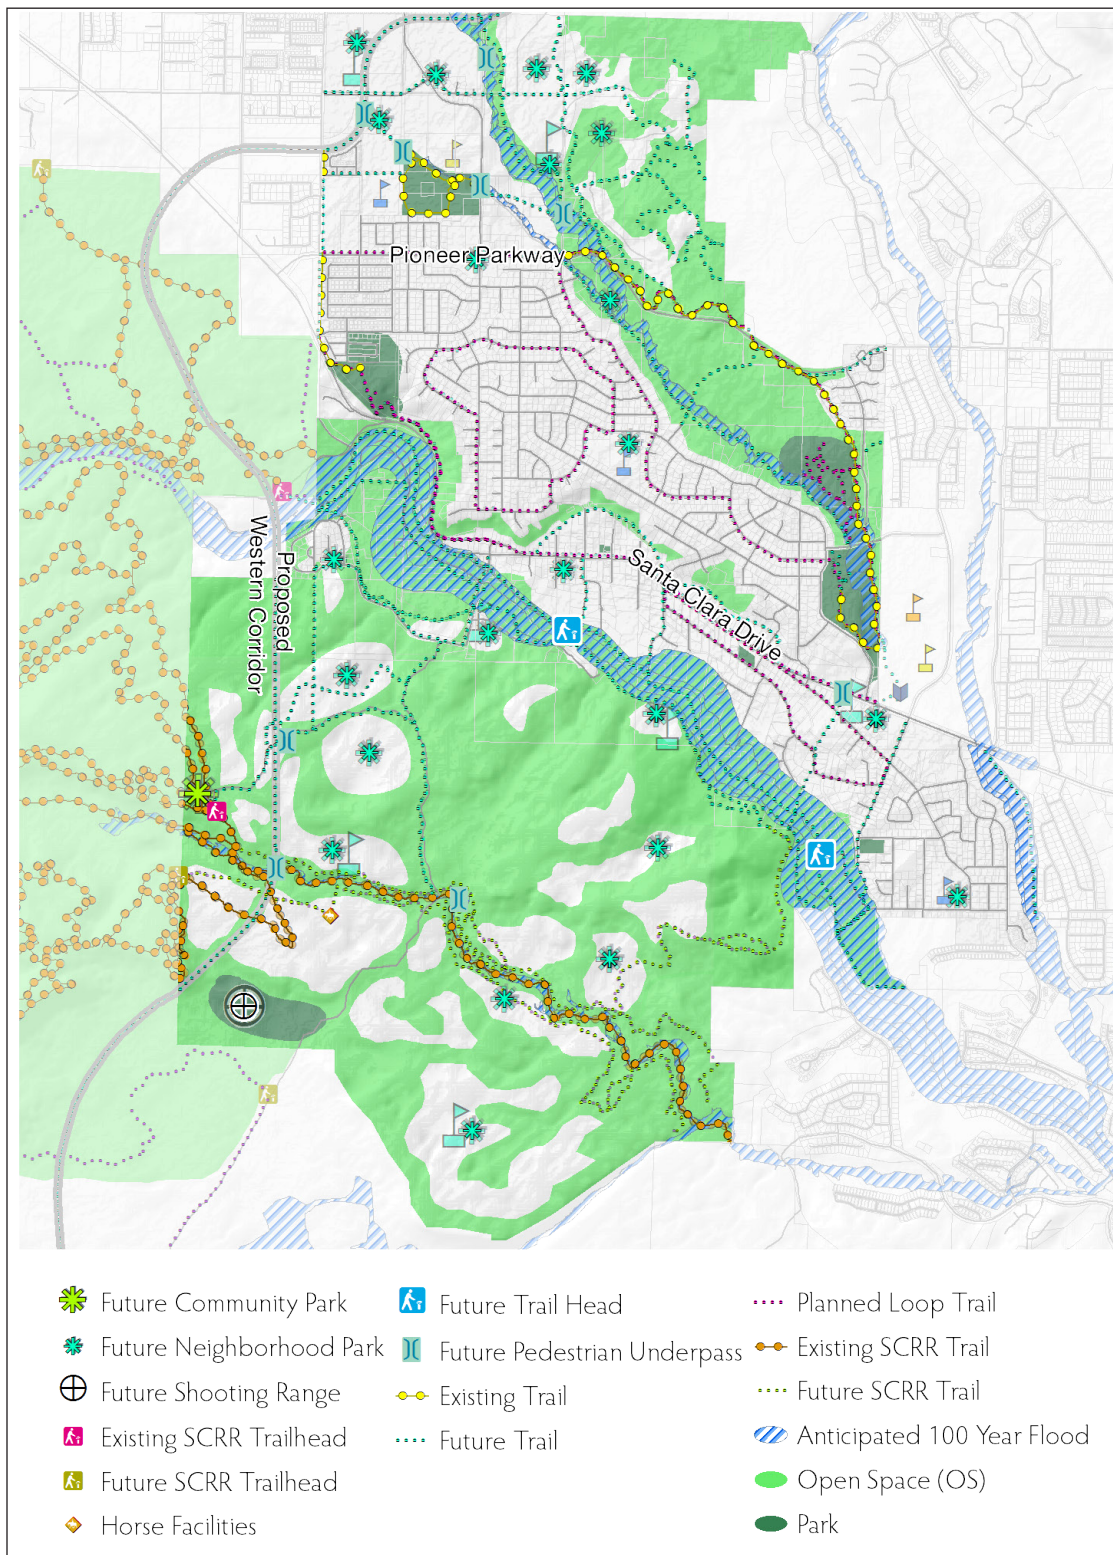 Pioneer Parkway
Santa Clara Drive
Proposed
Western Corridor
Future Community Park
Future Neighborhood Park
Future Shooting Range
Existing SCRR Trailhead
Future SCRR Trailhead
Horse Facilities
Future Trail Head
Future Pedestrian Underpass
Existing Trail
Future Trail
Planned Loop Trail
Existing SCRR Trail
Future SCRR Trail
Anticipated 100 Year Flood
Open Space (OS)
Park